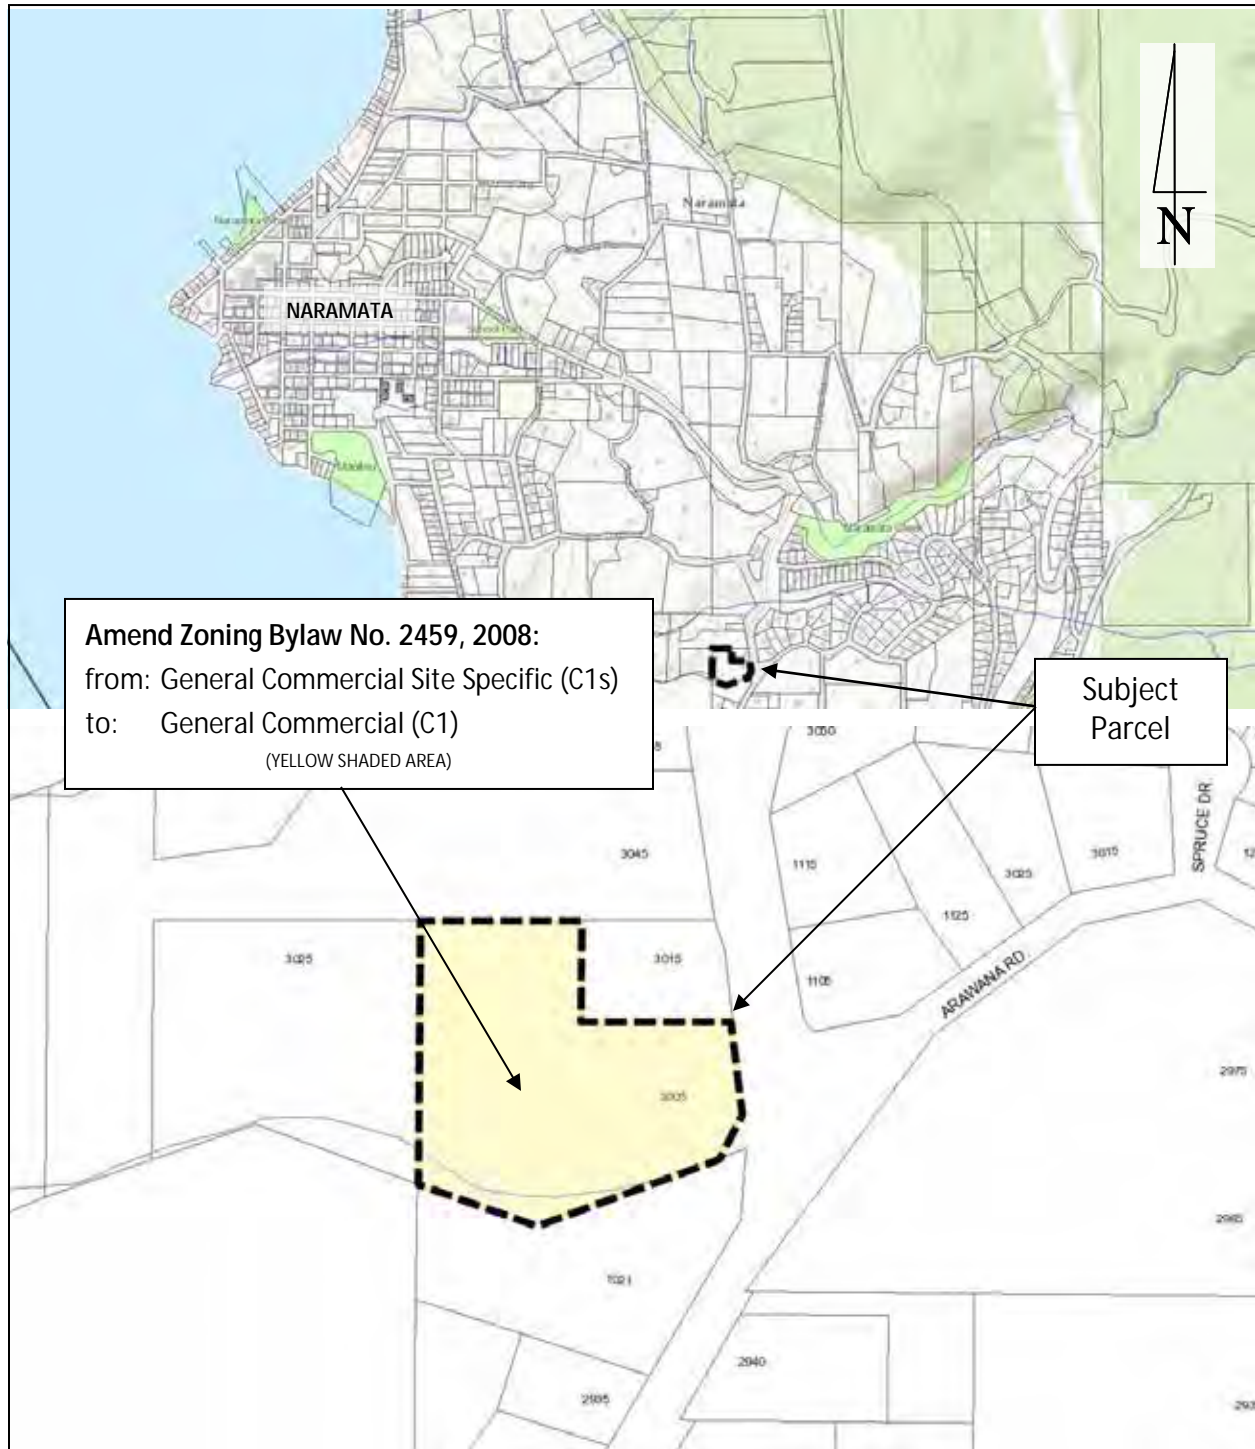 Naramata
N
NARAMATA
Amend Zoning Bylaw No. 2459, 2008:
from: General Commercial Site Specific (C1s)
to: General Commercial (C1)
(YELLOW SHADED AREA)
Subject
Parcel
3050
3045
1115
3015
SPRUCE DR.
3025
1125
3025
3015
1105
ARAWANA RD
2975
3005
2965
1021
2940
2985